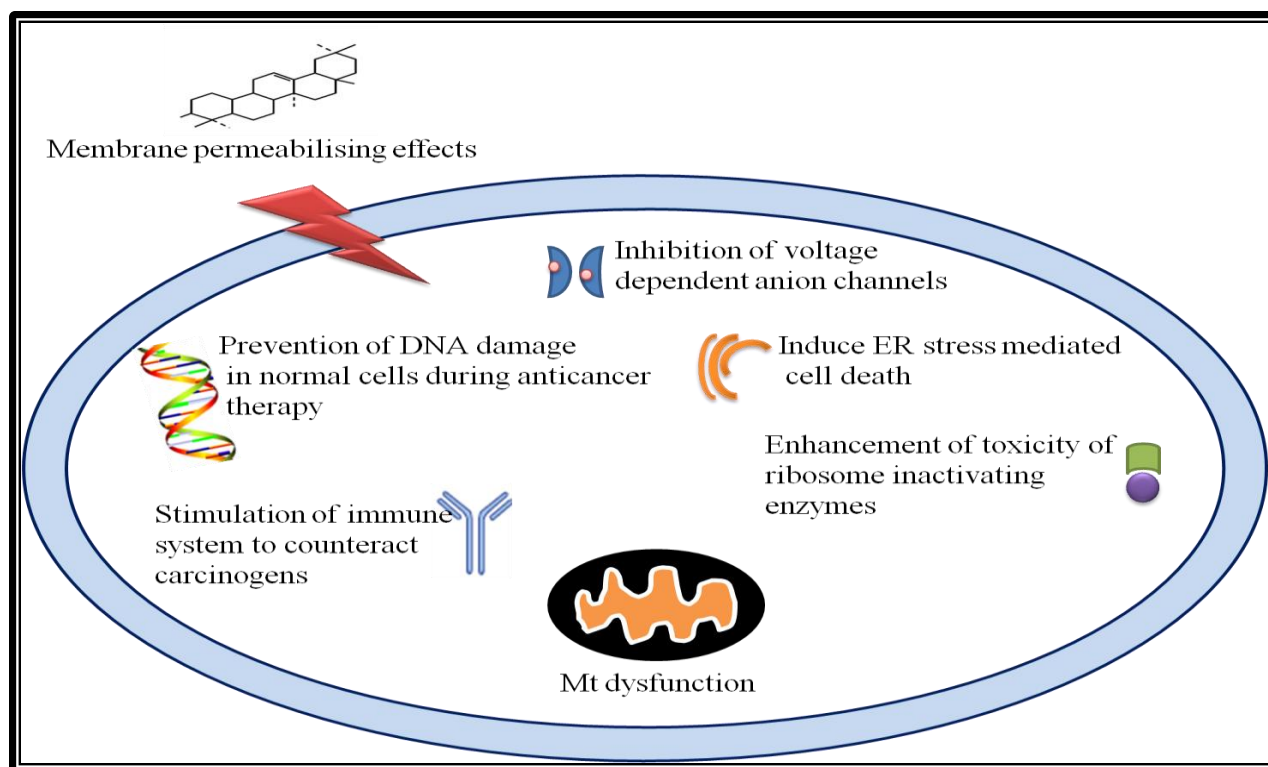 Membrane permeabilising effects
Inhibition of voltage
dependent anion channels
Prevention of DNA damage
in normal cells during anticancer
therapy
Induce ER stress mediated
cell death
Enhancement of toxicity of
ribosome inactivating
enzymes
Stimulation of immune
system to counteract
carcinogens
Mt dysfunction